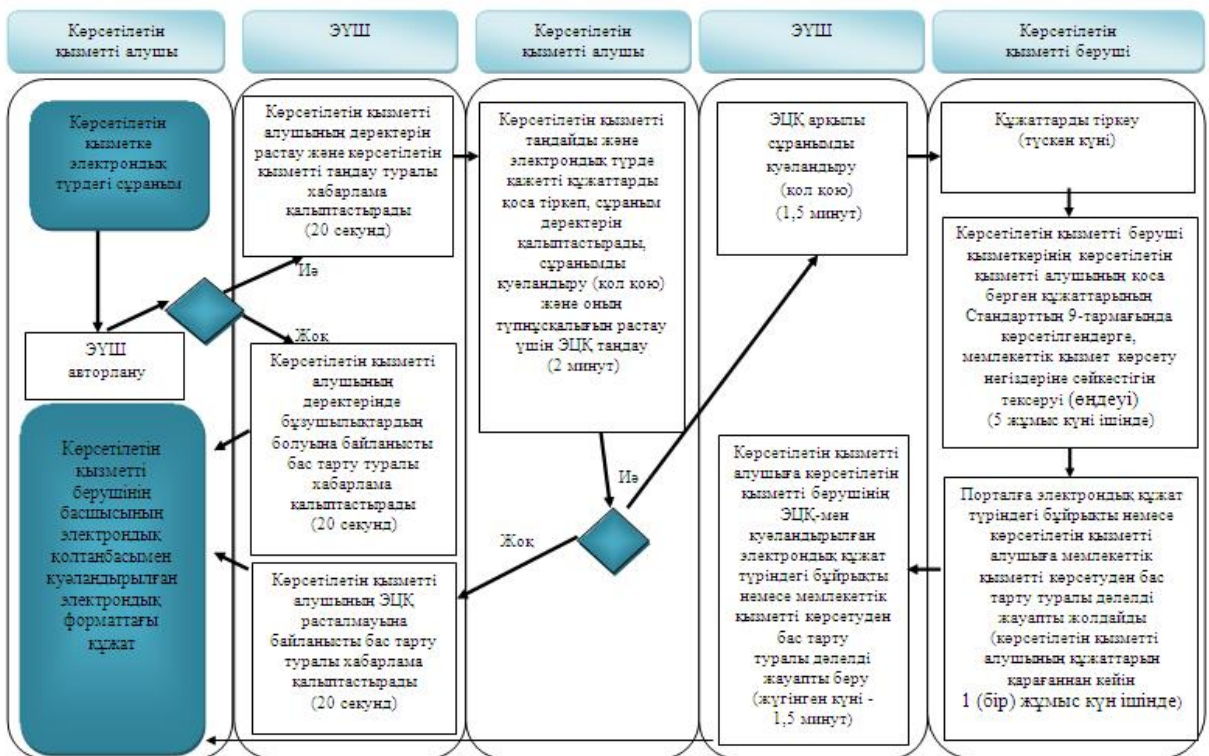 Көрсетілетін
қызметті алушы
ЭҮШ
Көрсетілетін
қызметті алушы
ЭҮШ
Көрсетілетін
қызметті беруші
Көрсетілетін
қызметке
электрондық
түрдегі сұраным
ЭҮШ
авторлану
Көрсетілетін
қызметті
берушінің
басшысының
электрондық
қолтанбасымен
куәландырылған
электрондық
форматтағы
құжат
Көрсетілетін қызметті
алушының деректерін
растау және көрсетілетін
қызметті таңдау туралы
хабарлама
қалыптастырады
(20 секунд)
Иә
Жоқ
Көрсетілетін қызметті
алушының
деректерінде
бұзушылықтардың
болуына байланысты
бас тарту туралы
хабарлама
қалыптастырады
(20 секунд)
Көрсетілетін қызметті
алушының ЭЦҚ
расталмауына
байланысты бас тарту
туралы хабарлама
қалыптастырады
(20 секунд)
Көрсетілетін қызметті
таңдайды және
электрондық түрде
қажетті құжаттарды
қоса тіркеп, сұраным
деректерін
қалыптастырады,
сұранымды
куәландыру (қол қою)
және оның
түпнұсқалығын растау
үшін ЭЦҚ таңдау
(2 минут)
Иә
Жоқ
ЭЦҚ арқылы
сұранымды
куәландыру
(қол қою)
(1,5 минут)
Көрсетілетін қызметті
алушыға көрсетілетін
қызметті берушінің
ЭЦҚ-мен
куәландырылған
электрондық құжат
түріндегі бұйрықты
немесе мемлекеттік
қызметті көрсетуден
бас тарту
туралы дәлелді
жауапты беру
(жүгінген күні -
1,5 минут)
Құжаттарды тіркеу
(түскен күні)
Көрсетілетін қызметті беруші
қызметкерінің көрсетілетін
қызметті алушының қоса
берген құжаттарының
Стандарттың 9-тармағында
көрсетілгендерге,
мемлекеттік қызмет көрсету
негіздеріне сәйкестігін
тексеруі (өңдеуі)
(5 жұмыс күні ішінде)
Порталға электрондық құжат
түріндегі бұйрықты немесе
көрсетілетін қызметті
алушыға мемлекеттік
қызметті көрсетуден бас
тарту туралы дәлелді
жауапты жолдайды
(көрсетілетін қызметті
алушының құжаттарын
қарағаннан кейін
1 (бір) жұмыс күн ішінде)